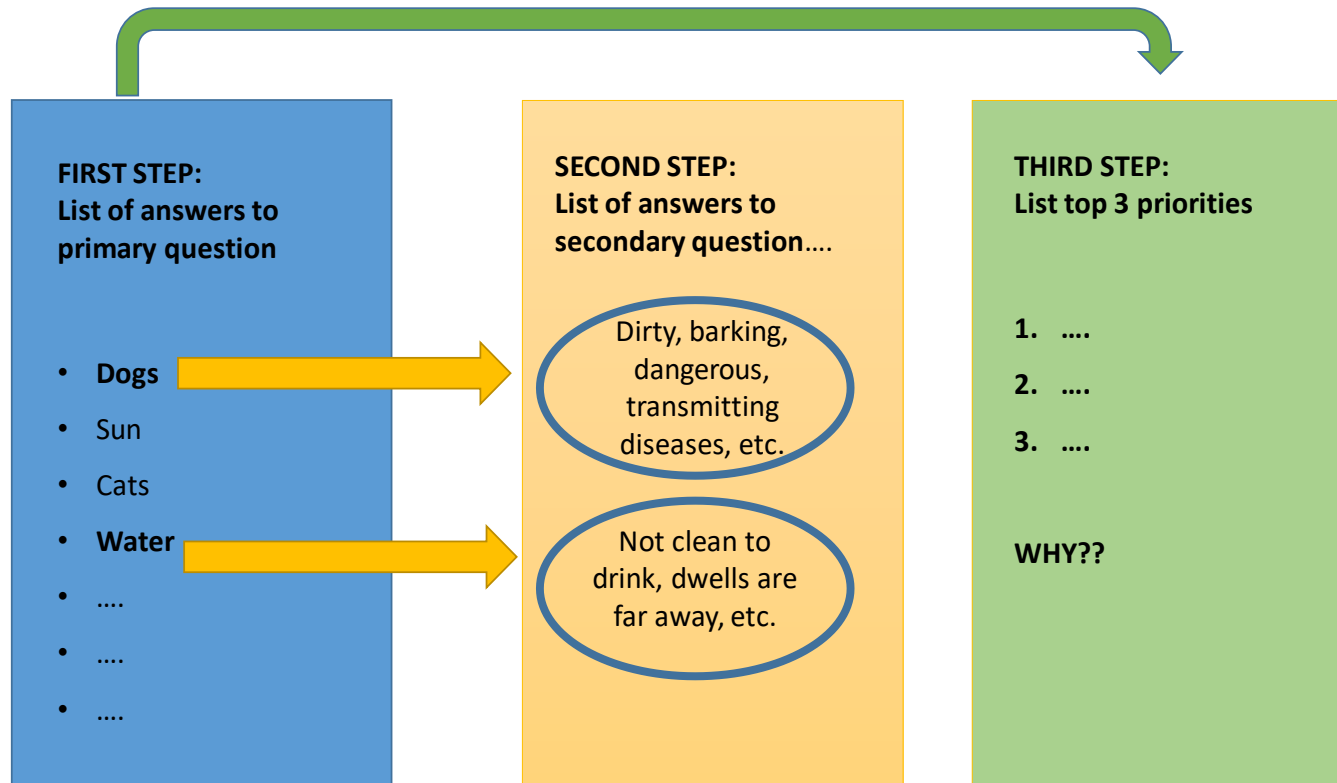 FIRST STEP:
List of answers to
primary question
• Dogs
• Sun
• Cats
• Water
• ....
• ....
• ....
SECOND STEP:
List of answers to
secondary question....
Dirty, barking,
dangerous,
transmitting
diseases, etc.
Not clean to
drink, dwells are
far away, etc.
THIRD STEP:
List top 3 priorities
1. ....
2. ....
3. ....
WHY??